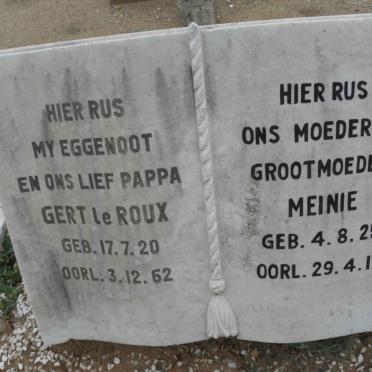 HIER RUS
MY EGGENOOT
EN ONS LIEF PAPPA
GERT le ROUX
GEB. 17.7.20
OORL. 3.12.62
HIER RUS
ONS MOEDER
GROOTMOEDE
MEINIE
GEB. 4.8.2
OORL. 29.4.1